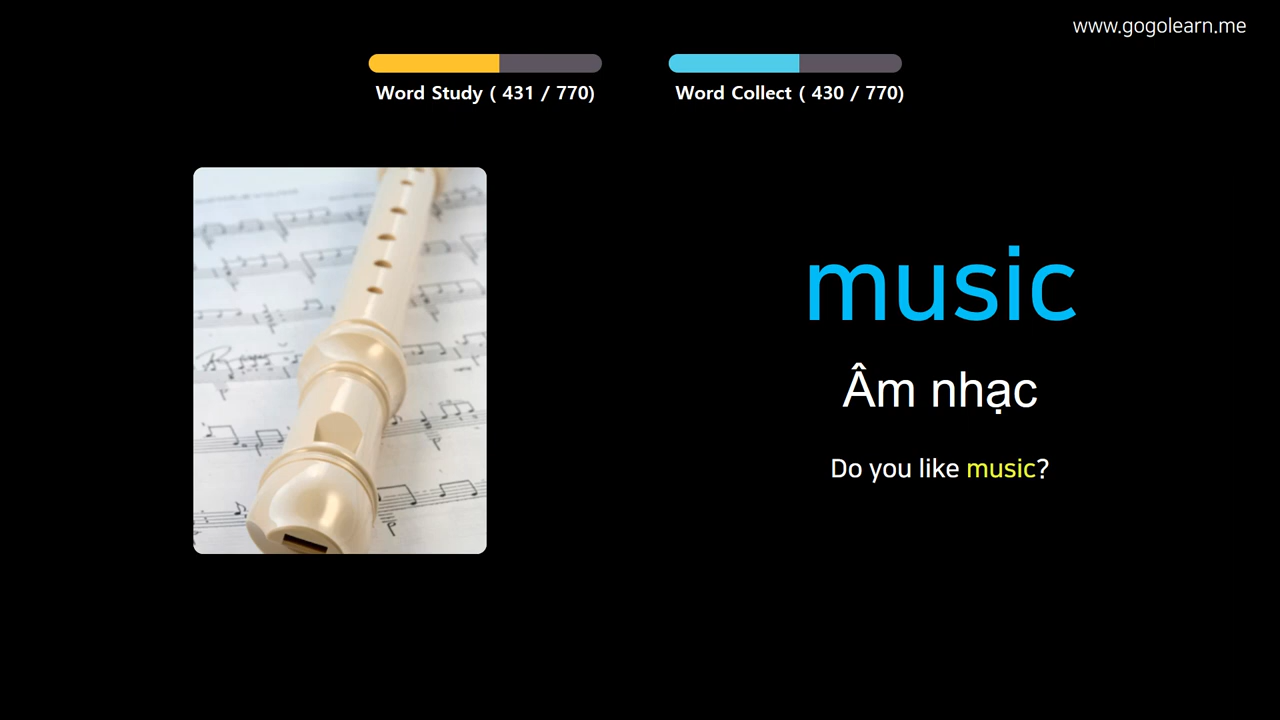 www.gogolearn.me
Word Study ( 431 / 770)
Word Collect ( 430 / 770)
music
Âm nhạc
Do you like music?